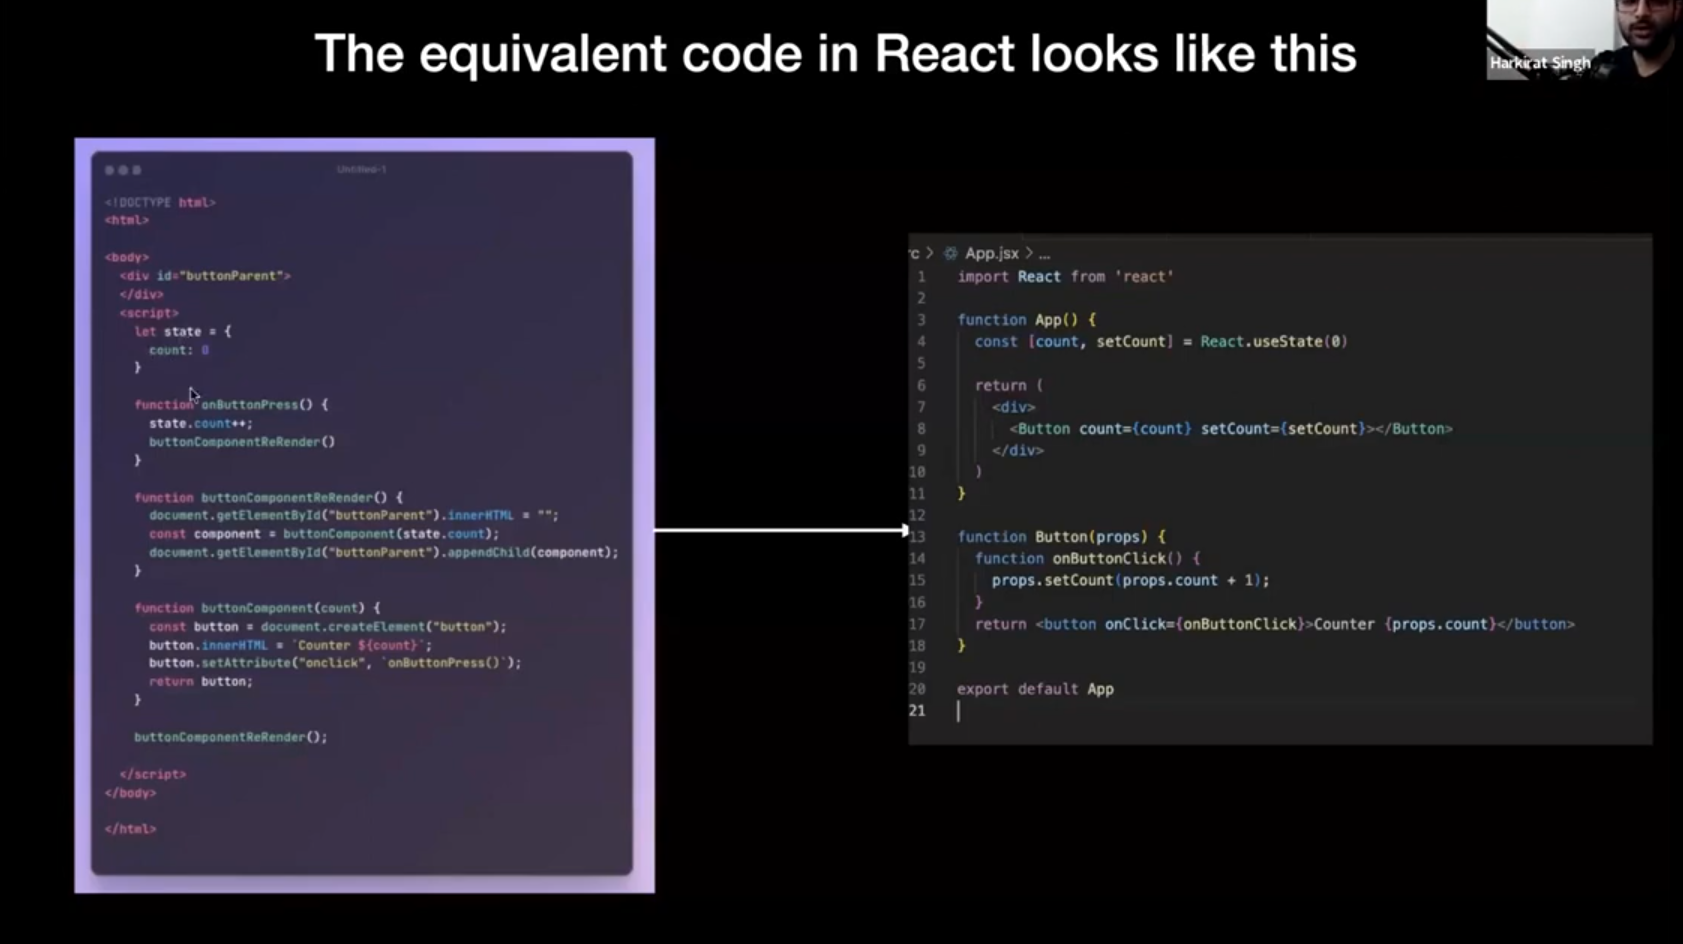 The equivalent code in React looks like this
Harkirat Singh
Untitled-1
<!DOCTYPE html>
<html>
<body>
<div id="buttonParent">
</div>
<script>
let state = {
count: 0
}
function onButtonPress() {
state.count++;
buttonComponentReRender()
}
function buttonComponentReRender() {
document.getElementById("buttonParent").innerHTML = "";
const component = buttonComponent(state.count);
document.getElementById("buttonParent").appendChild(component);
}
function buttonComponent(count) {
const button = document.createElement("button");
button.innerHTML = `Counter ${count}`;
button.setAttribute("onclick", `onButtonPress()`);
return button;
}
buttonComponentReRender();
</script>
</body>
</html>
rc > App.jsx > ...
1 import React from 'react'
2
3 function App() {
4 const [count, setCount] = React.useState(0)
5
6 return (
7 <div>
8 <Button count={count} setCount={setCount}></Button>
9 </div>
10 )
11 }
12
13 function Button(props) {
14 function onButtonClick() {
15 props.setCount(props.count + 1);
16 }
17 return <button onClick={onButtonClick}>Counter {props.count}</button>
18 }
19
20 export default App
21